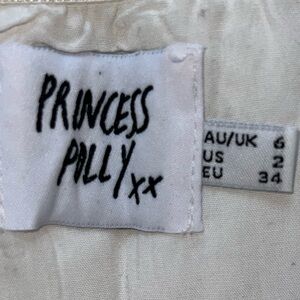 PRINCESS
POLLY xx
AU/UK 6
US 2
EU 34